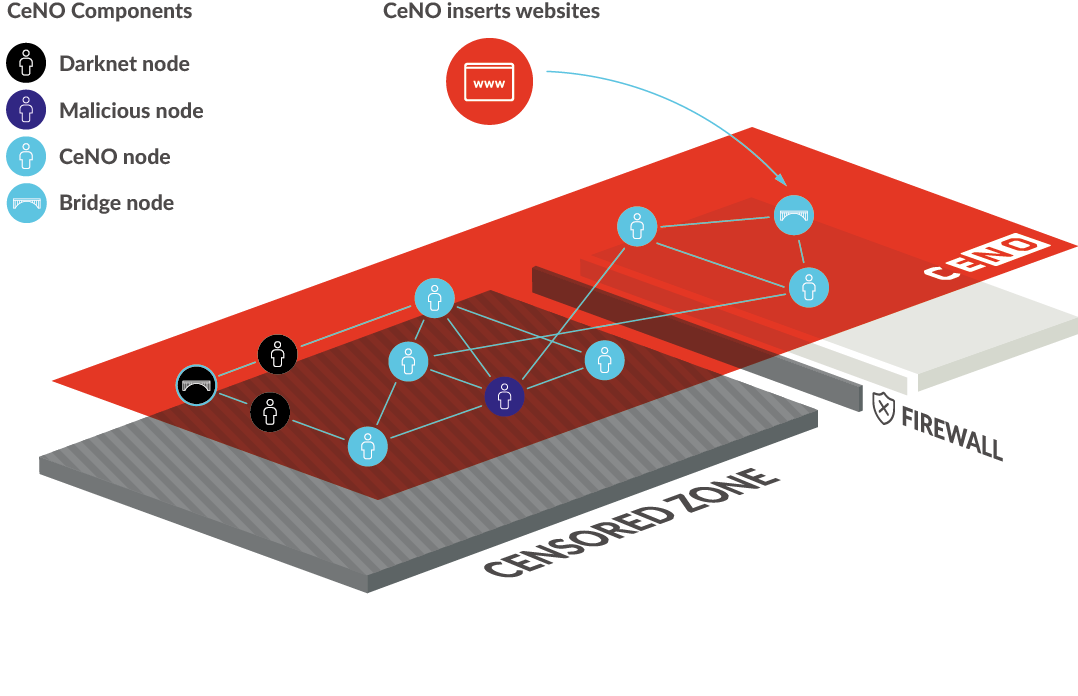 CeNO Components
CeNO inserts websites
Darknet node
www
Malicious node
CeNO node
Bridge node
CENO
FIREWALL
CENSORED ZONE